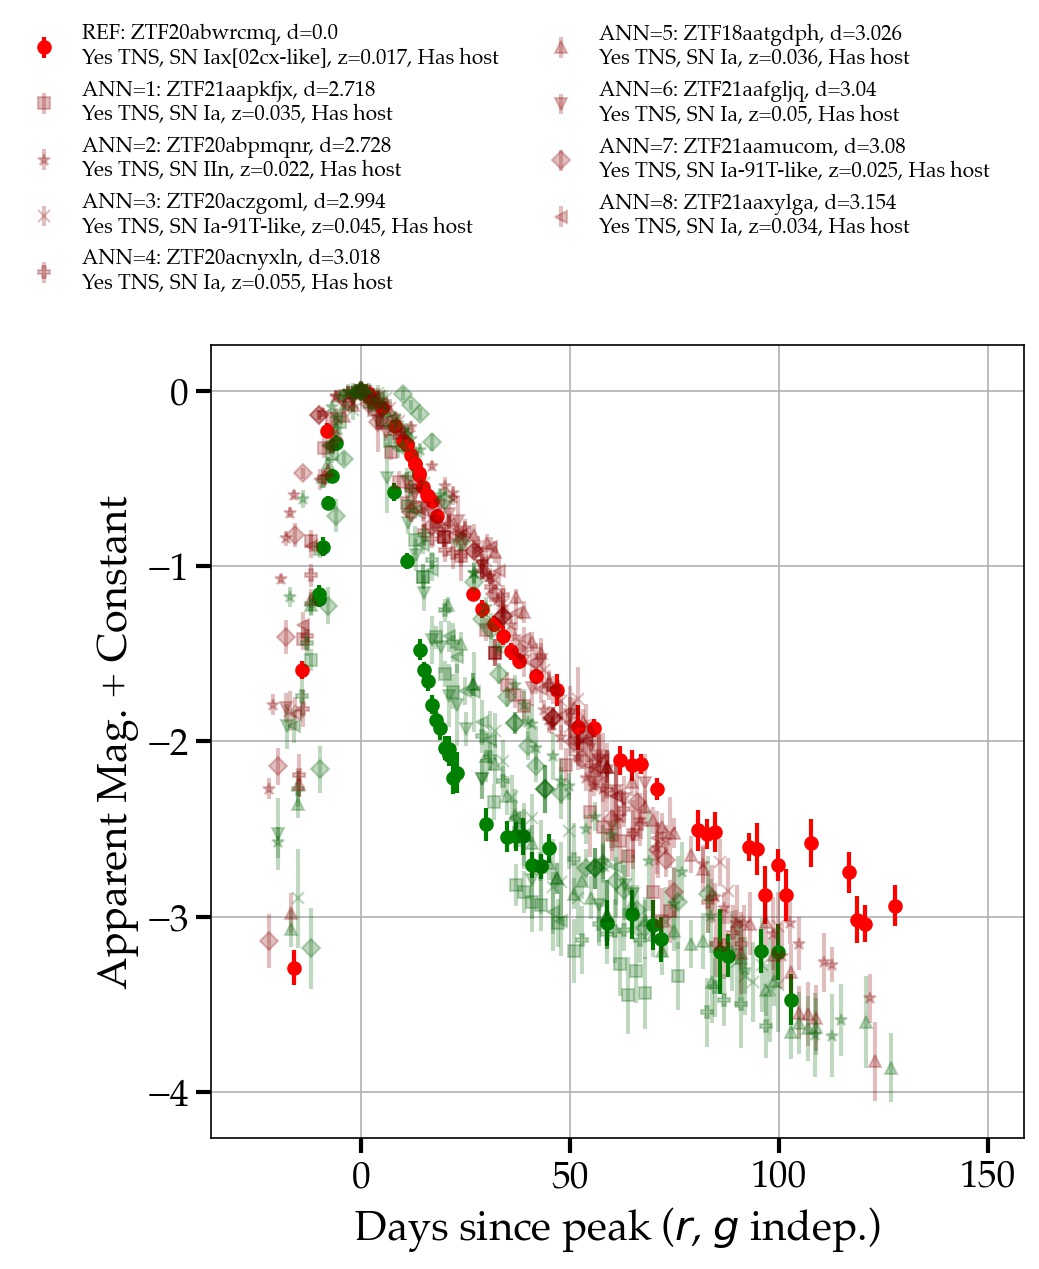 REF: ZTF20abwrcmq, d=0.0
Yes TNS, SN Iax[02cx-like], z=0.017, Has host
ANN=1: ZTF21aapkfjx, d=2.718
Yes TNS, SN Ia, z=0.035, Has host
ANN=2: ZTF20abpmqnr, d=2.728
Yes TNS, SN IIn, z=0.022, Has host
ANN=3: ZTF20aczgoml, d=2.994
Yes TNS, SN Ia-91T-like, z=0.045, Has host
ANN=4: ZTF20acnyxln, d=3.018
Yes TNS, SN Ia, z=0.055, Has host
ANN=5: ZTF18aatgdph, d=3.026
Yes TNS, SN Ia, z=0.036, Has host
ANN=6: ZTF21aafgljq, d=3.04
Yes TNS, SN Ia, z=0.05, Has host
ANN=7: ZTF21aamucom, d=3.08
Yes TNS, SN Ia-91T-like, z=0.025, Has host
ANN=8: ZTF21aaxylga, d=3.154
Yes TNS, SN Ia, z=0.034, Has host
Apparent Mag. + Constant
0
−1
−2
−3
−4
0 50 100 150
Days since peak (r, g indep.)